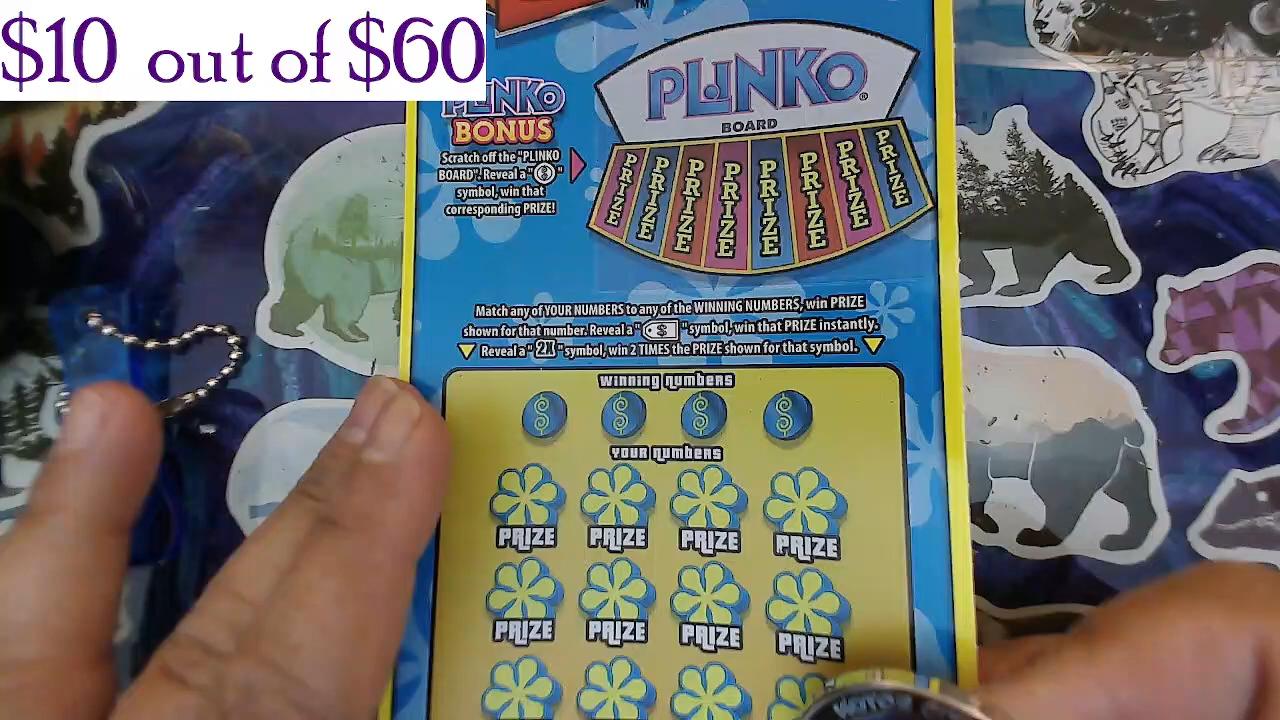 $10 out of $60
TM
PLINKO®
BOARD
PRIZE PRIZE PRIZE PRIZE PRIZE PRIZE PRIZE PRIZE
PLINKO
BONUS
Scratch off the "PLINKO
BOARD". Reveal a "$"
symbol, win that
corresponding PRIZE!
Match any of YOUR NUMBERS to any of the WINNING NUMBERS, win PRIZE
shown for that number. Reveal a "$" symbol, win that PRIZE instantly.
Reveal a "2X" symbol, win 2 TIMES the PRIZE shown for that symbol.
WINNING NUMBERS
$ $ $ $
YOUR NUMBERS
PRIZE PRIZE PRIZE PRIZE
PRIZE PRIZE PRIZE PRIZE